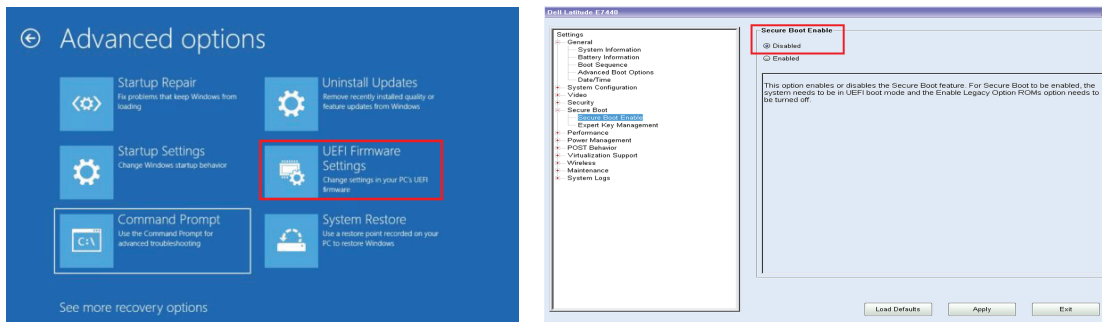 Advanced options
Startup Repair
Fix problems that keep Windows from
loading
Uninstall Updates
Remove recently installed quality or
feature updates from Windows
Startup Settings
Change Windows startup behavior
UEFI Firmware
Settings
Change settings in your PC's UEFI
firmware
Command Prompt
Use the Command Prompt for
advanced troubleshooting
C:\
System Restore
Use a restore point recorded on your
PC to restore Windows
See more recovery options
Dell Latitude E7440
Settings
General
System Information
Battery Information
Boot Sequence
Advanced Boot Options
Date/Time
System Configuration
Video
Security
Secure Boot
Secure Boot Enable
Expert Key Management
Performance
Power Management
POST Behavior
Virtualization Support
Wireless
Maintenance
System Logs
Secure Boot Enable
Disabled
Enabled
This option enables or disables the Secure Boot feature. For Secure Boot to be enabled, the
system needs to be in UEFI boot mode and the Enable Legacy Option ROMs option needs to
be turned off.
Load Defaults
Apply
Exit